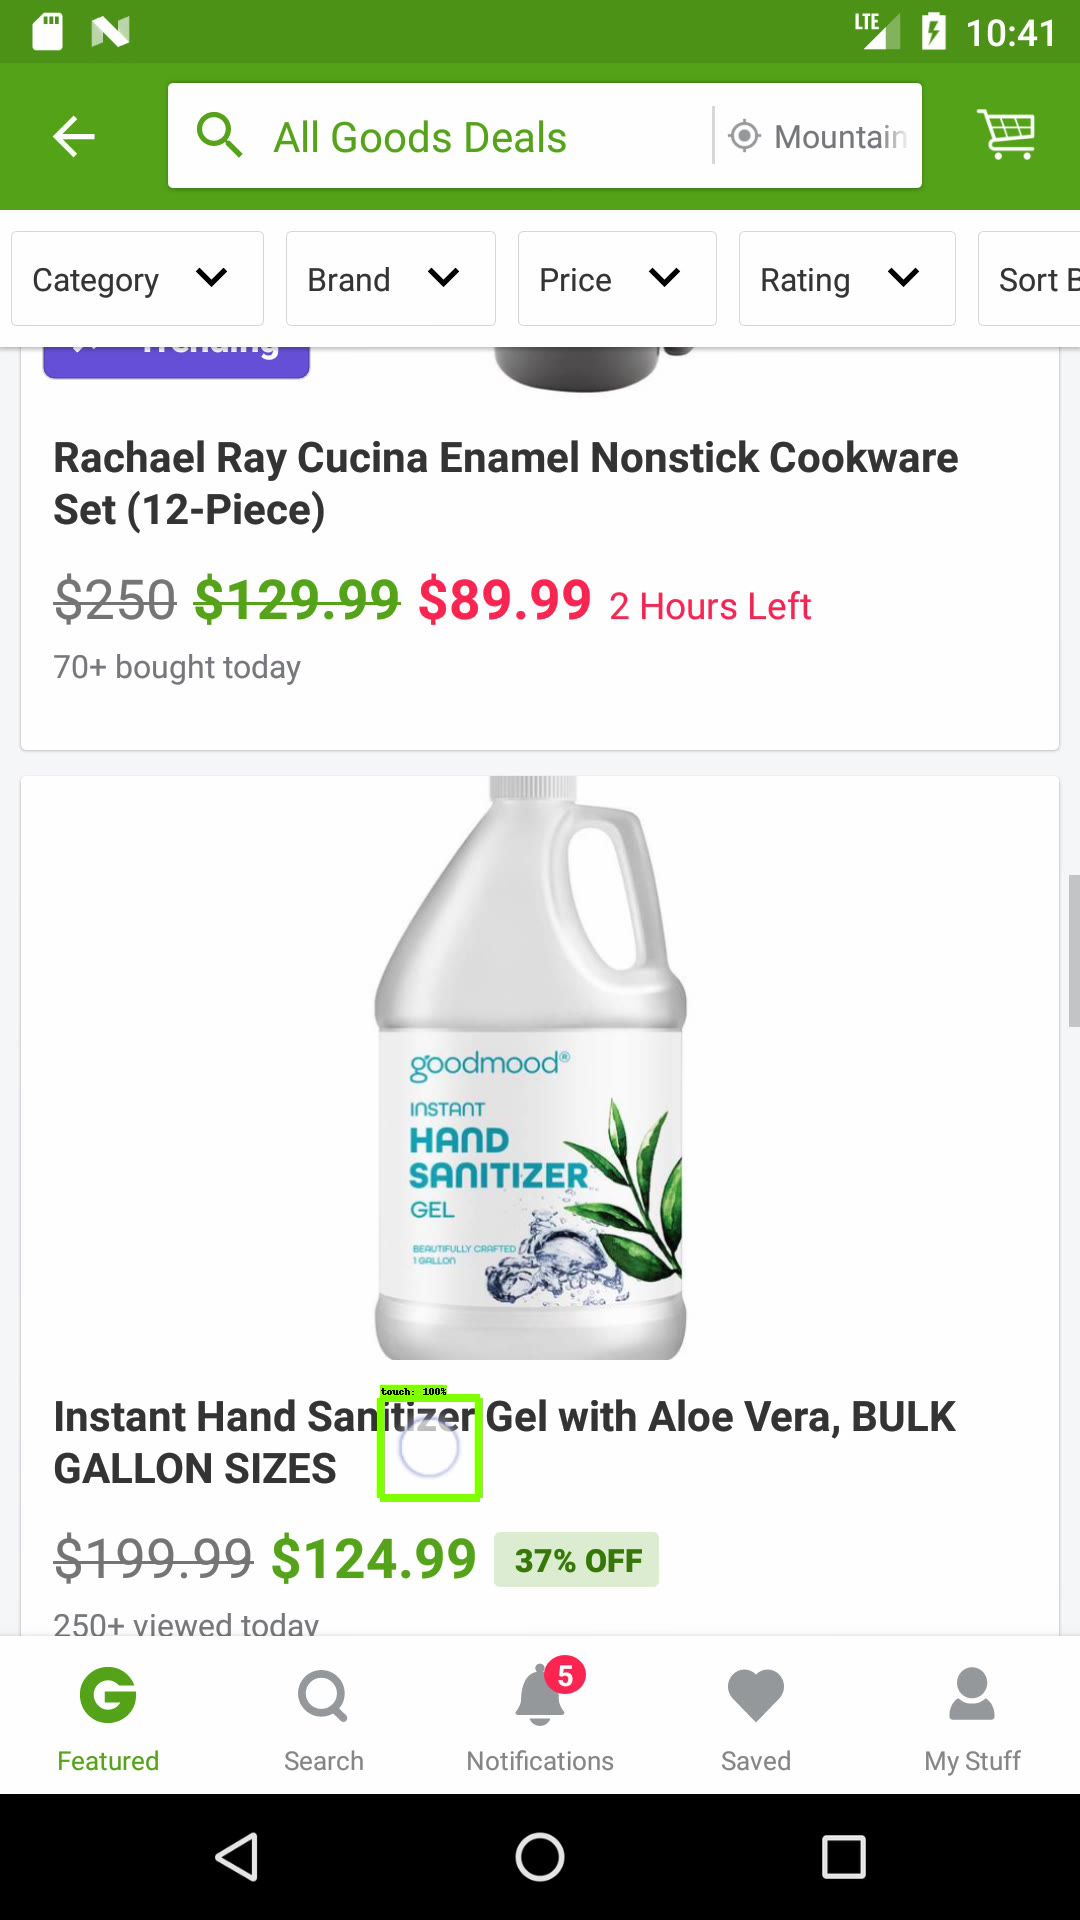 LTE 10:41
All Goods Deals Mountain
Category Brand Price Rating Sort B
Trending
Rachael Ray Cucina Enamel Nonstick Cookware
Set (12-Piece)
$250 $129.99 $89.99 2 Hours Left
70+ bought today
goodmood®
INSTANT
HAND
SANITIZER
GEL
BEAUTIFULLY CRAFTED
1 GALLON
touch: 100%
Instant Hand Sanitizer Gel with Aloe Vera, BULK
GALLON SIZES
$199.99 $124.99 37% OFF
250+ viewed today
5
Featured Search Notifications Saved My Stuff